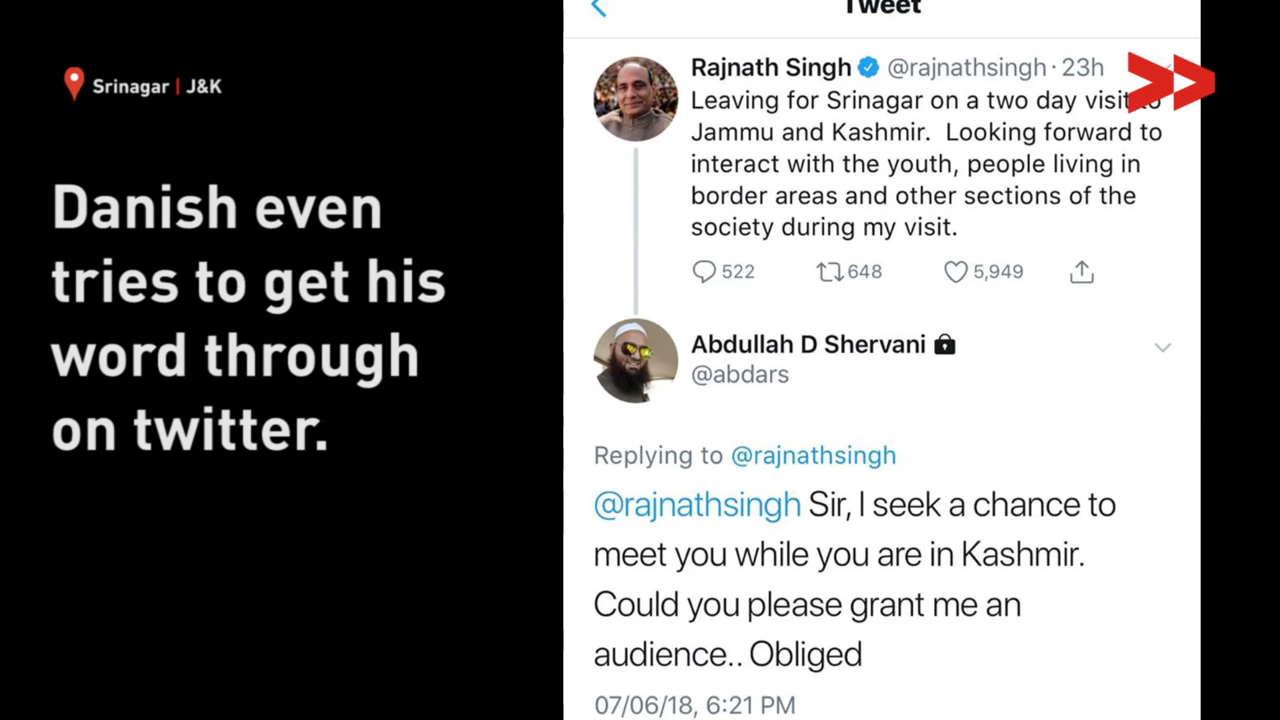 Srinagar | J&K
Danish even
tries to get his
word through
on twitter.
Tweet
Rajnath Singh @rajnathsingh · 23h
Leaving for Srinagar on a two day visit to
Jammu and Kashmir. Looking forward to
interact with the youth, people living in
border areas and other sections of the
society during my visit.
522 648 5,949
Abdullah D Shervani
@abdars
Replying to @rajnathsingh
@rajnathsingh Sir, I seek a chance to
meet you while you are in Kashmir.
Could you please grant me an
audience.. Obliged
07/06/18, 6:21 PM